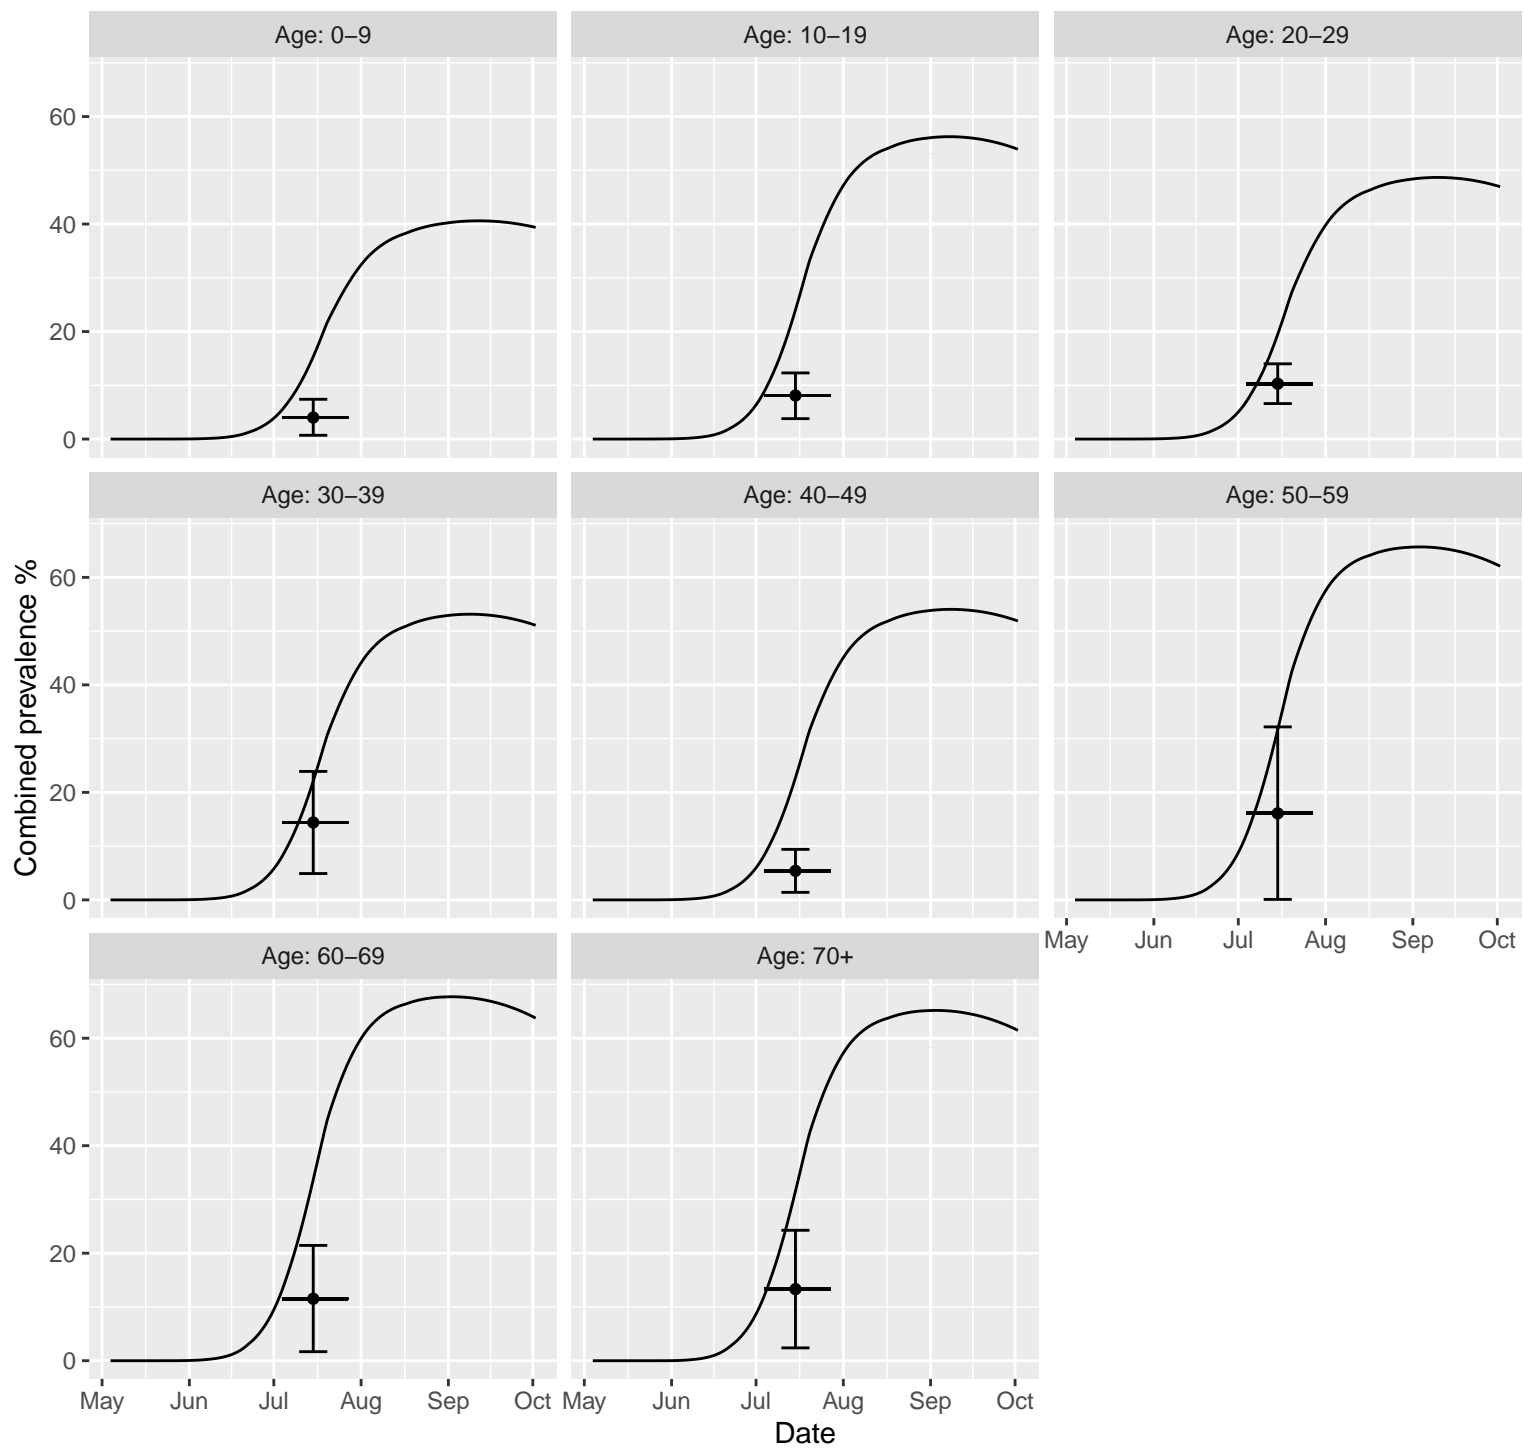 Age: 0–9
Age: 10–19
Age: 20–29
60
40
20
0
Age: 30–39
Age: 40–49
Age: 50–59
60
40
20
0
Combined prevalence %
May Jun Jul Aug Sep Oct
Age: 60–69
Age: 70+
60
40
20
0
May Jun Jul Aug Sep Oct
May Jun Jul Aug Sep Oct
Date